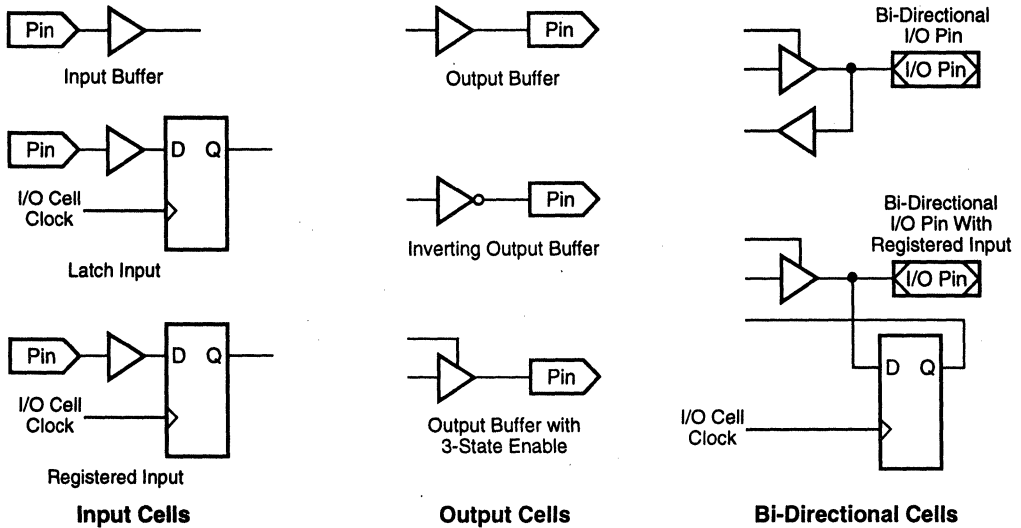 Pin
Input Buffer
Pin
D Q
I/O Cell
Clock
Latch Input
Pin
D Q
I/O Cell
Clock
Registered Input
Input Cells
Pin
Output Buffer
Pin
Inverting Output Buffer
Pin
Output Buffer with
3-State Enable
Output Cells
Bi-Directional
I/O Pin
I/O Pin
Bi-Directional
I/O Pin With
Registered Input
I/O Pin
D Q
I/O Cell
Clock
Bi-Directional Cells